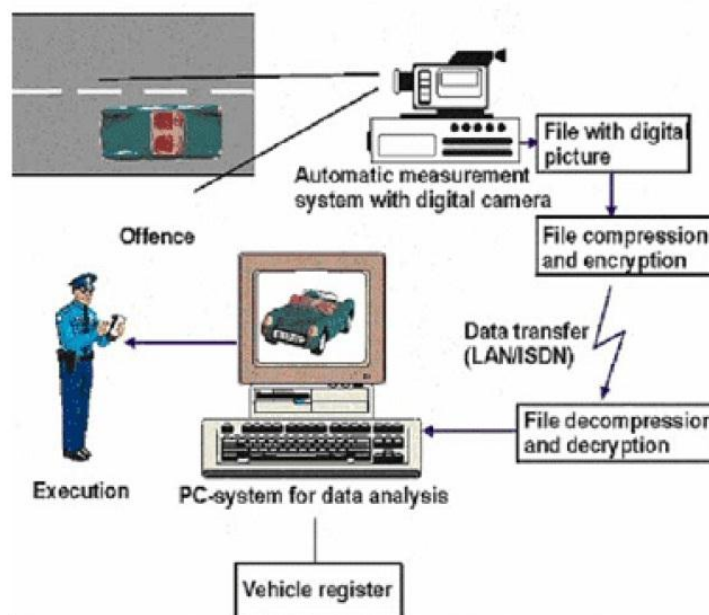 File with digital
picture
Automatic measurement
system with digital camera
Offence
File compression
and encryption
Data transfer
(LAN/ISDN)
File decompression
and decryption
Execution
PC-system for data analysis
Vehicle register